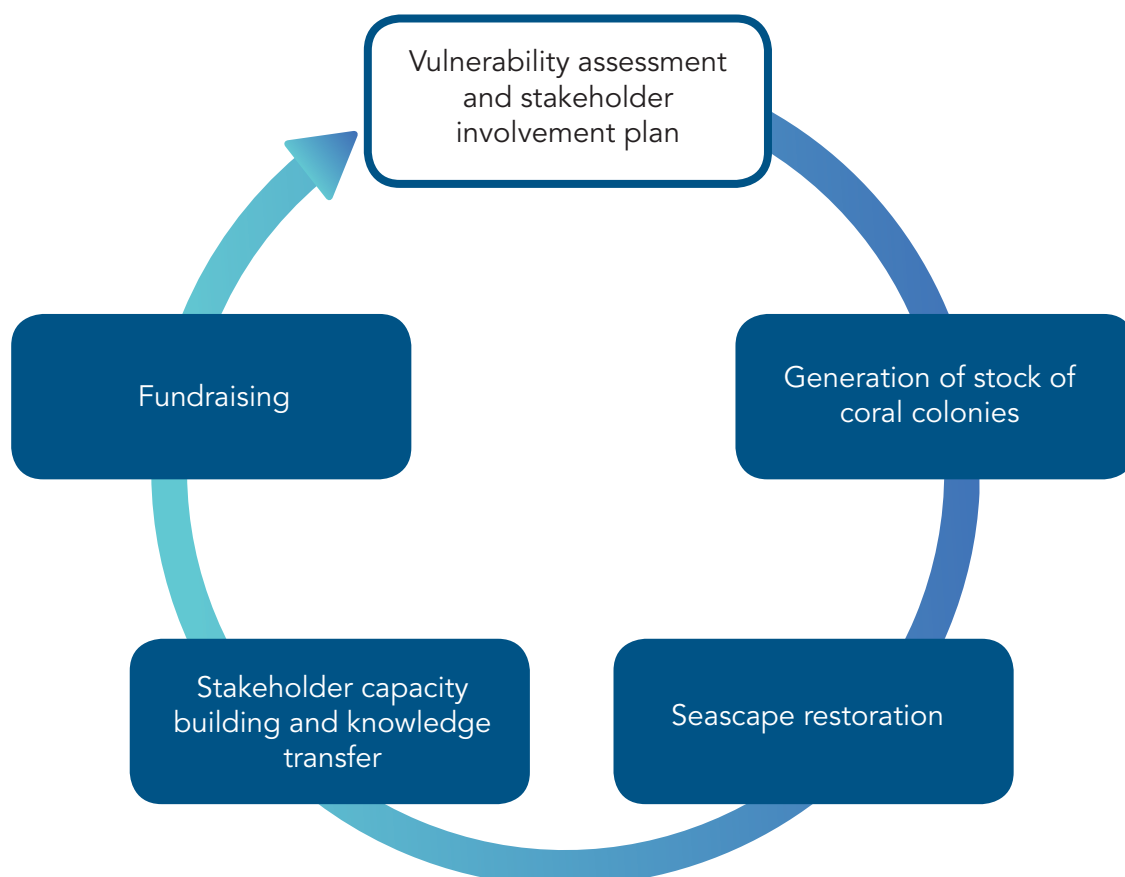 Vulnerability assessment
and stakeholder
involvement plan
Generation of stock of
coral colonies
Seascape restoration
Stakeholder capacity
building and knowledge
transfer
Fundraising